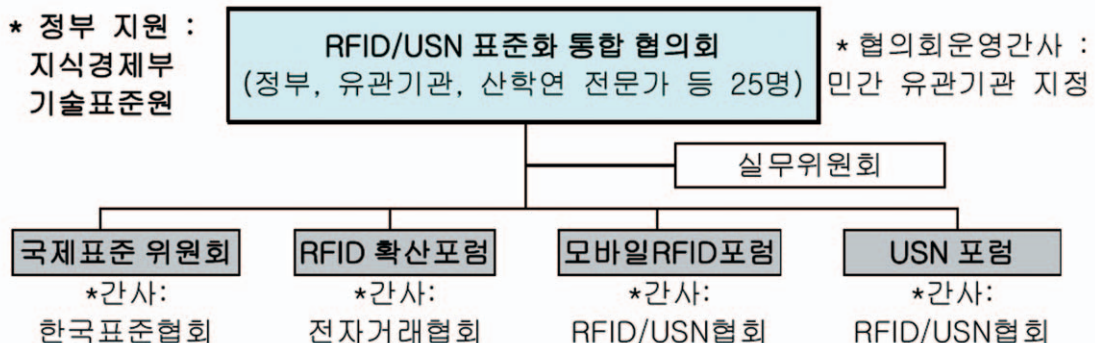 * 정부 지원 :
지식경제부
기술표준원
RFID/USN 표준화 통합 협의회
(정부, 유관기관, 산학연 전문가 등 25명)
* 협의회운영간사 :
민간 유관기관 지정
실무위원회
국제표준 위원회
*간사:
한국표준협회
RFID 확산포럼
*간사:
전자거래협회
모바일RFID포럼
*간사:
RFID/USN협회
USN 포럼
*간사:
RFID/USN협회